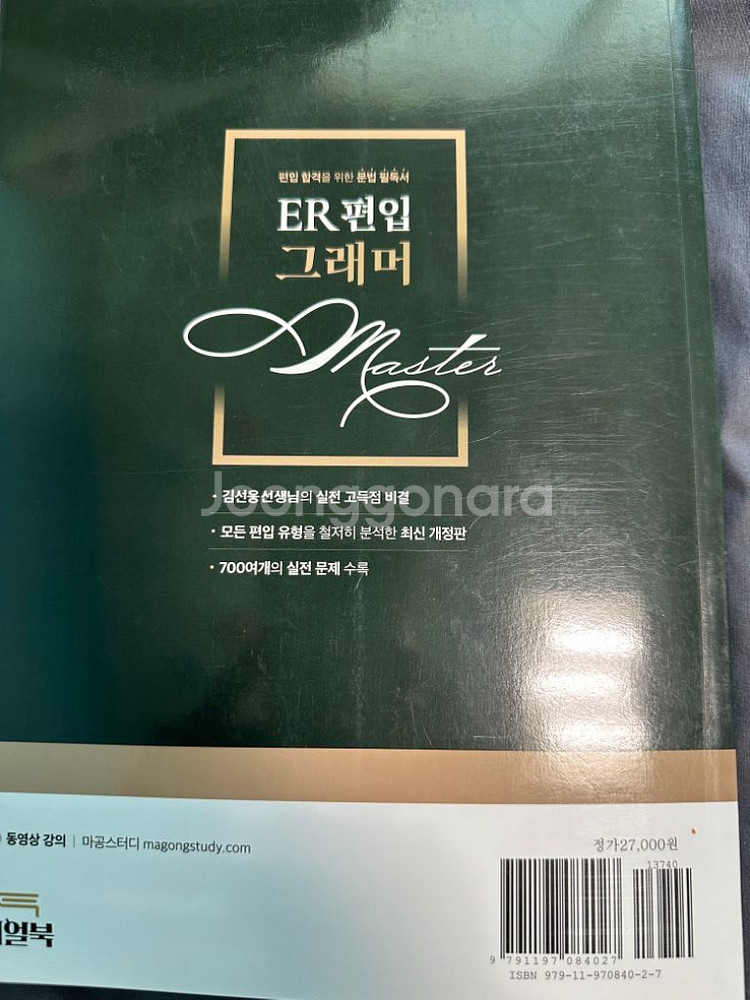 편입 합격을 위한 문법 필독서
ER 편입
그래머
Master
Joonggonara
• 김선웅선생님의 실전 고득점 비결
• 모든 편입 유형을 철저히 분석한 최신 개정판
• 700여개의 실전 문제 수록
동영상 강의 | 마공스터디 magongstudy.com
정가27,000원
13740
얼북
9 791197 084027
ISBN 979-11-970840-2-7